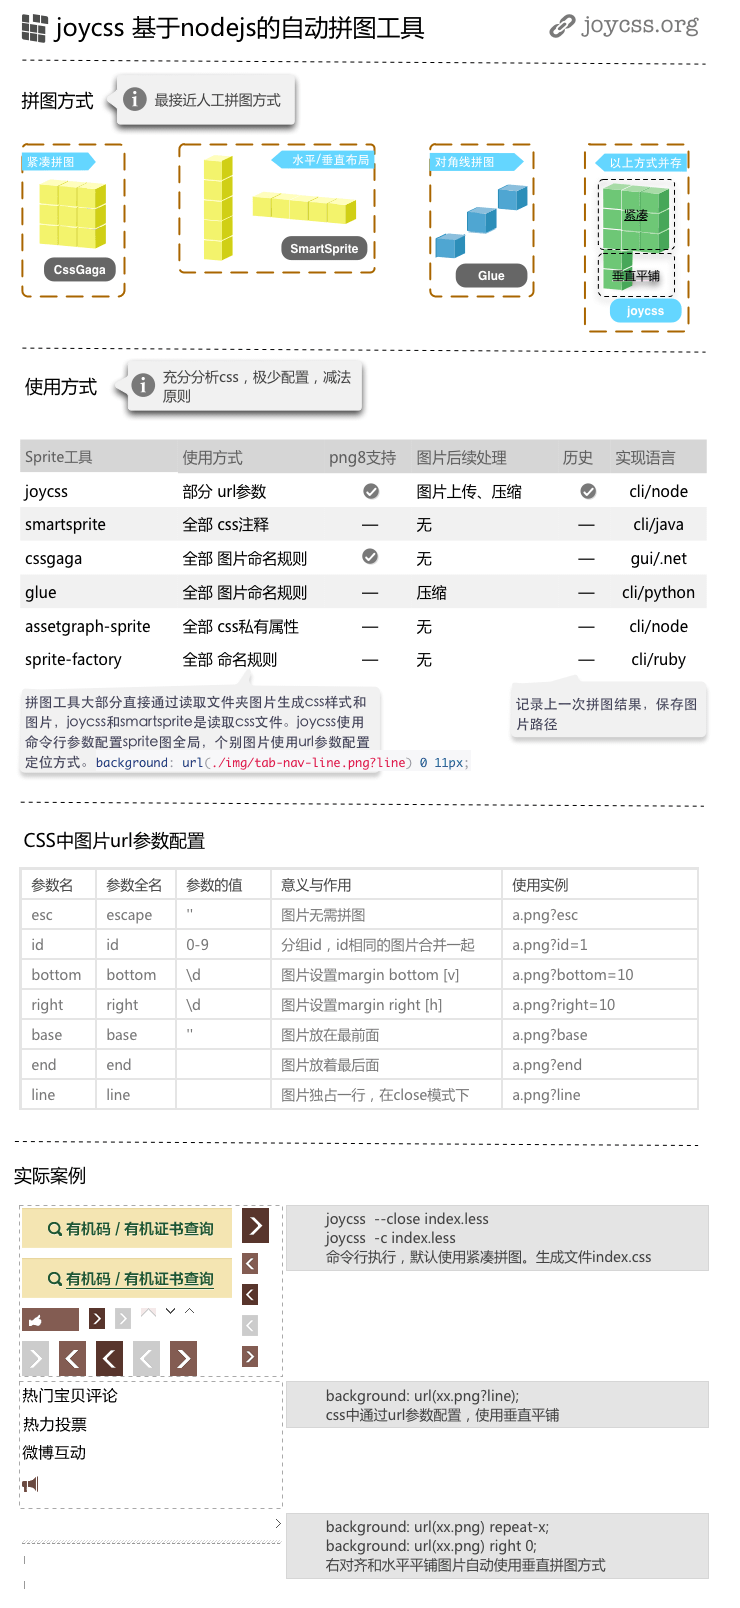 joycss 基于nodejs的自动拼图工具
joycss.org
拼图方式
最接近人工拼图方式
紧凑拼图
CssGaga
水平/垂直布局
SmartSprite
对角线拼图
Glue
以上方式并存
紧凑
垂直平铺
joycss
使用方式
充分分析css，极少配置，减法
原则
Sprite工具 使用方式 png8支持 图片后续处理 历史 实现语言
joycss 部分 url参数 图片上传、压缩 cli/node
smartsprite 全部 css注释 — 无 — cli/java
cssgaga 全部 图片命名规则 无 — gui/.net
glue 全部 图片命名规则 — 压缩 — cli/python
assetgraph-sprite 全部 css私有属性 — 无 — cli/node
sprite-factory 全部 命名规则 — 无 — cli/ruby
拼图工具大部分直接通过读取文件夹图片生成css样式和
图片，joycss和smartsprite是读取css文件。joycss使用
命令行参数配置sprite图全局，个别图片使用url参数配置
定位方式。background: url(./img/tab-nav-line.png?line) 0 11px;
记录上一次拼图结果，保存图
片路径
CSS中图片url参数配置
参数名 参数全名 参数的值 意义与作用 使用实例
esc escape '' 图片无需拼图 a.png?esc
id id 0-9 分组id，id相同的图片合并一起 a.png?id=1
bottom bottom \d 图片设置margin bottom [v] a.png?bottom=10
right right \d 图片设置margin right [h] a.png?right=10
base base '' 图片放在最前面 a.png?base
end end 图片放着最后面 a.png?end
line line 图片独占一行，在close模式下 a.png?line
实际案例
有机码 / 有机证书查询
有机码 / 有机证书查询
joycss --close index.less
joycss -c index.less
命令行执行，默认使用紧凑拼图。生成文件index.css
热门宝贝评论
热力投票
微博互动
background: url(xx.png?line);
css中通过url参数配置，使用垂直平铺
background: url(xx.png) repeat-x;
background: url(xx.png) right 0;
右对齐和水平平铺图片自动使用垂直拼图方式